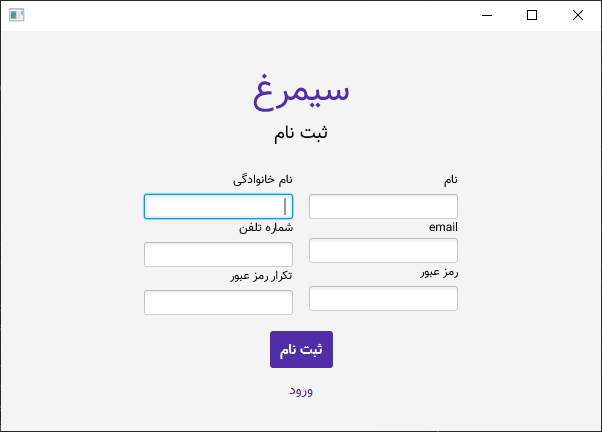 سیمرغ
ثبت نام
نام
نام خانوادگی
email
شماره تلفن
رمز عبور
تکرار رمز عبور
ثبت نام
ورود